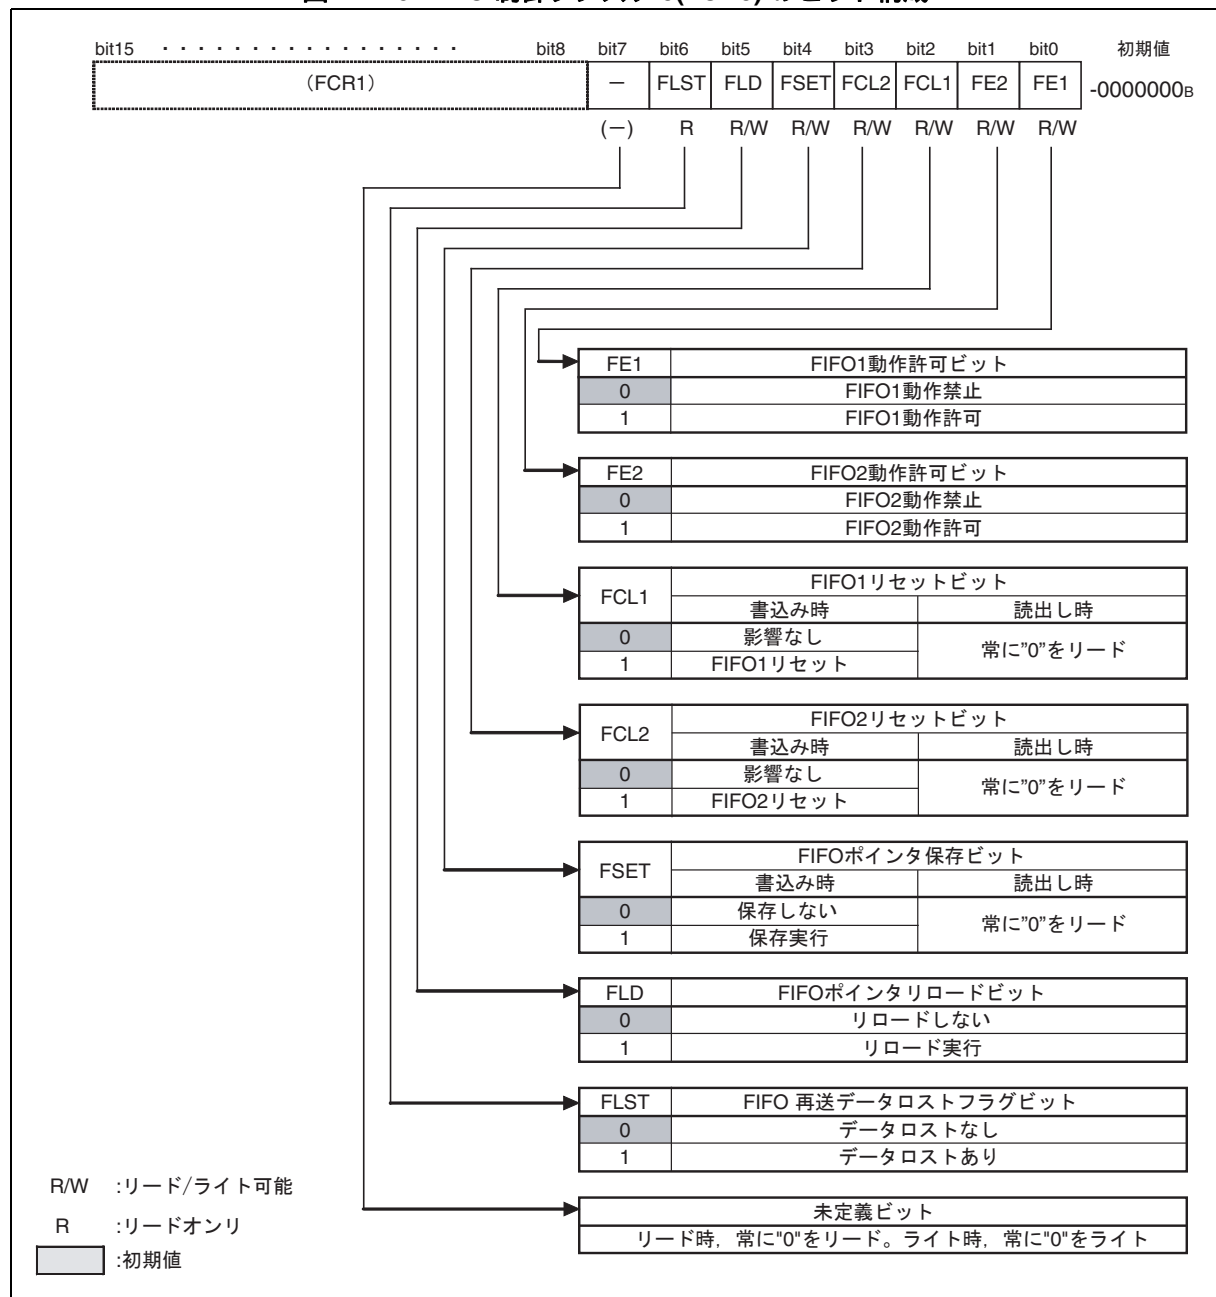 bit15 ・・・・・・・・・・・・・・・・・・ bit8 bit7 bit6 bit5 bit4 bit3 bit2 bit1 bit0 初期値
(FCR1) − FLST FLD FSET FCL2 FCL1 FE2 FE1 -0000000B
(−) R R/W R/W R/W R/W R/W R/W
FE1 FIFO1動作許可ビット
0 FIFO1動作禁止
1 FIFO1動作許可
FE2 FIFO2動作許可ビット
0 FIFO2動作禁止
1 FIFO2動作許可
FCL1 FIFO1リセットビット
書込み時 読出し時
0 影響なし 常に”0”をリード
1 FIFO1リセット
FCL2 FIFO2リセットビット
書込み時 読出し時
0 影響なし 常に”0”をリード
1 FIFO2リセット
FSET FIFOポインタ保存ビット
書込み時 読出し時
0 保存しない 常に”0”をリード
1 保存実行
FLD FIFOポインタリロードビット
0 リロードしない
1 リロード実行
FLST FIFO 再送データロストフラグビット
0 データロストなし
1 データロストあり
未定義ビット
リード時，常に"0"をリード。ライト時，常に"0"をライト
R/W :リード/ライト可能
R :リードオンリ
:初期値